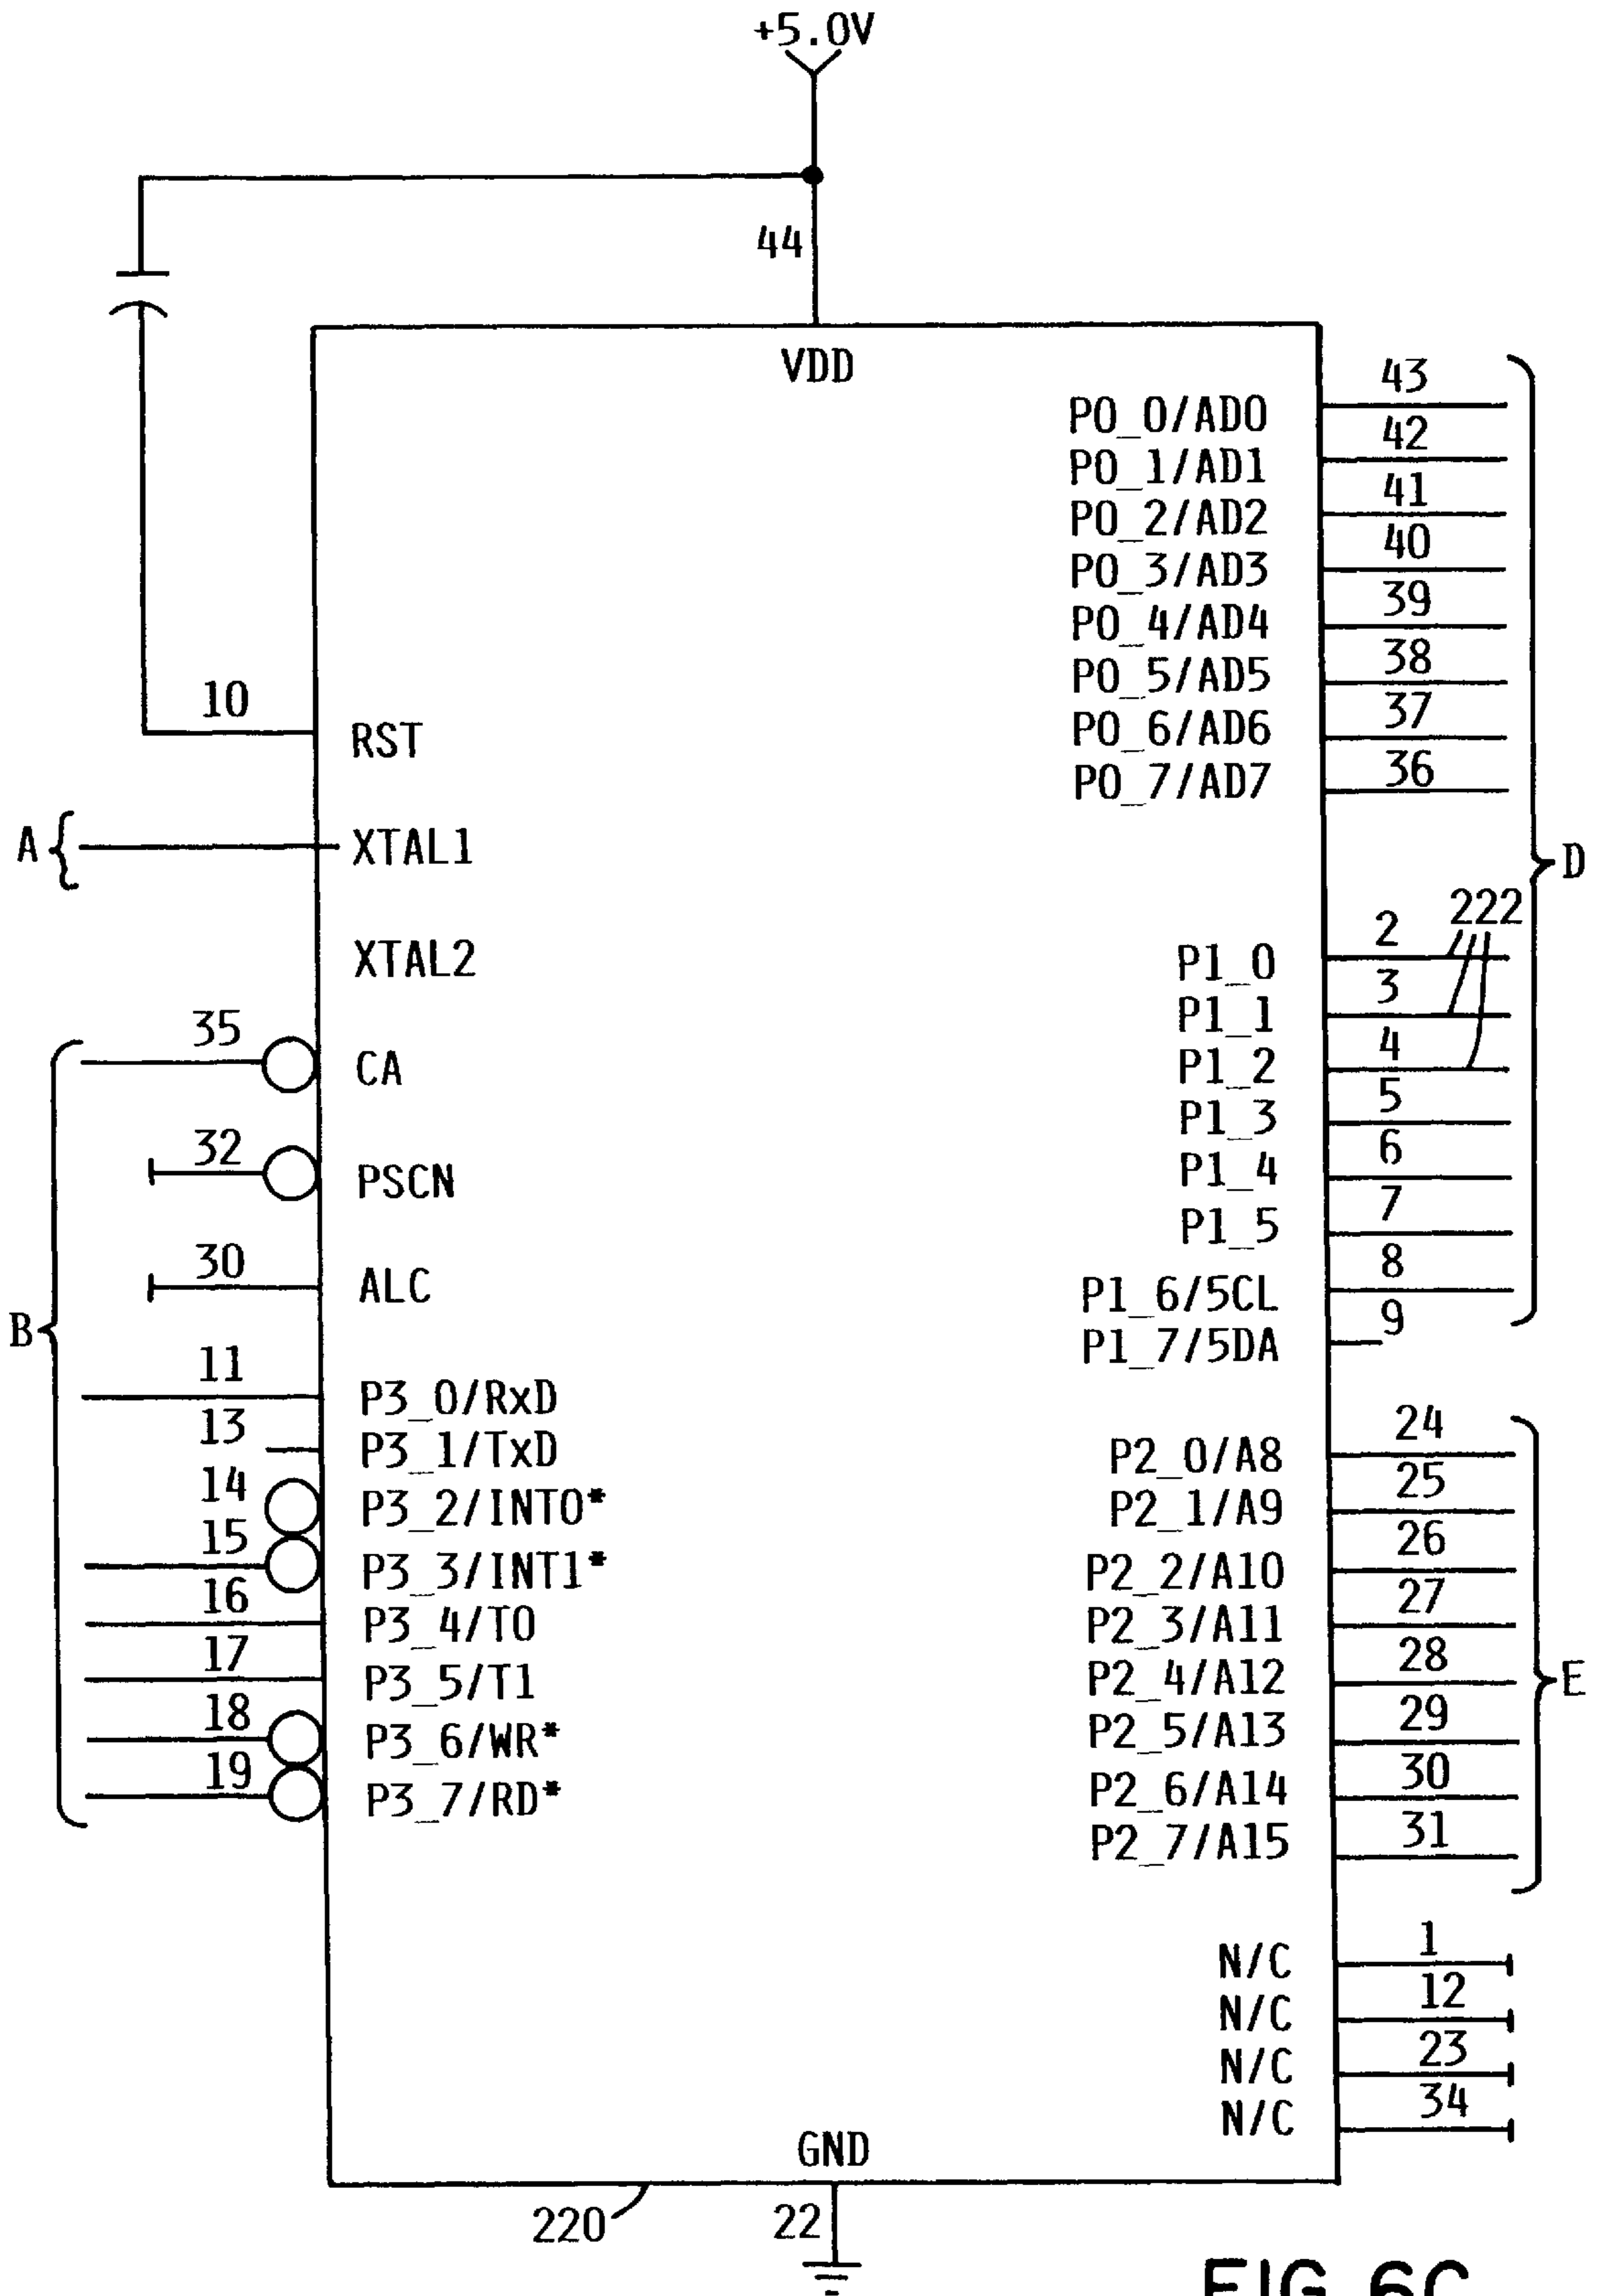 +5.0V
44
VDD
10
RST
A
XTAL1
XTAL2
35
CA
32
PSCN
30
ALC
B
11
P3_0/RxD
13
P3_1/TxD
14
P3_2/INT0*
15
P3_3/INT1*
16
P3_4/T0
17
P3_5/T1
18
P3_6/WR*
19
P3_7/RD*
P0_0/AD0
43
P0_1/AD1
42
P0_2/AD2
41
P0_3/AD3
40
P0_4/AD4
39
P0_5/AD5
38
P0_6/AD6
37
P0_7/AD7
36
D
222
P1_0
2
P1_1
3
P1_2
4
P1_3
5
P1_4
6
P1_5
7
P1_6/5CL
8
P1_7/5DA
9
P2_0/A8
24
P2_1/A9
25
P2_2/A10
26
P2_3/A11
27
P2_4/A12
28
P2_5/A13
29
P2_6/A14
30
P2_7/A15
31
E
N/C
1
N/C
12
N/C
23
N/C
34
GND
220
22
FIG. 6C